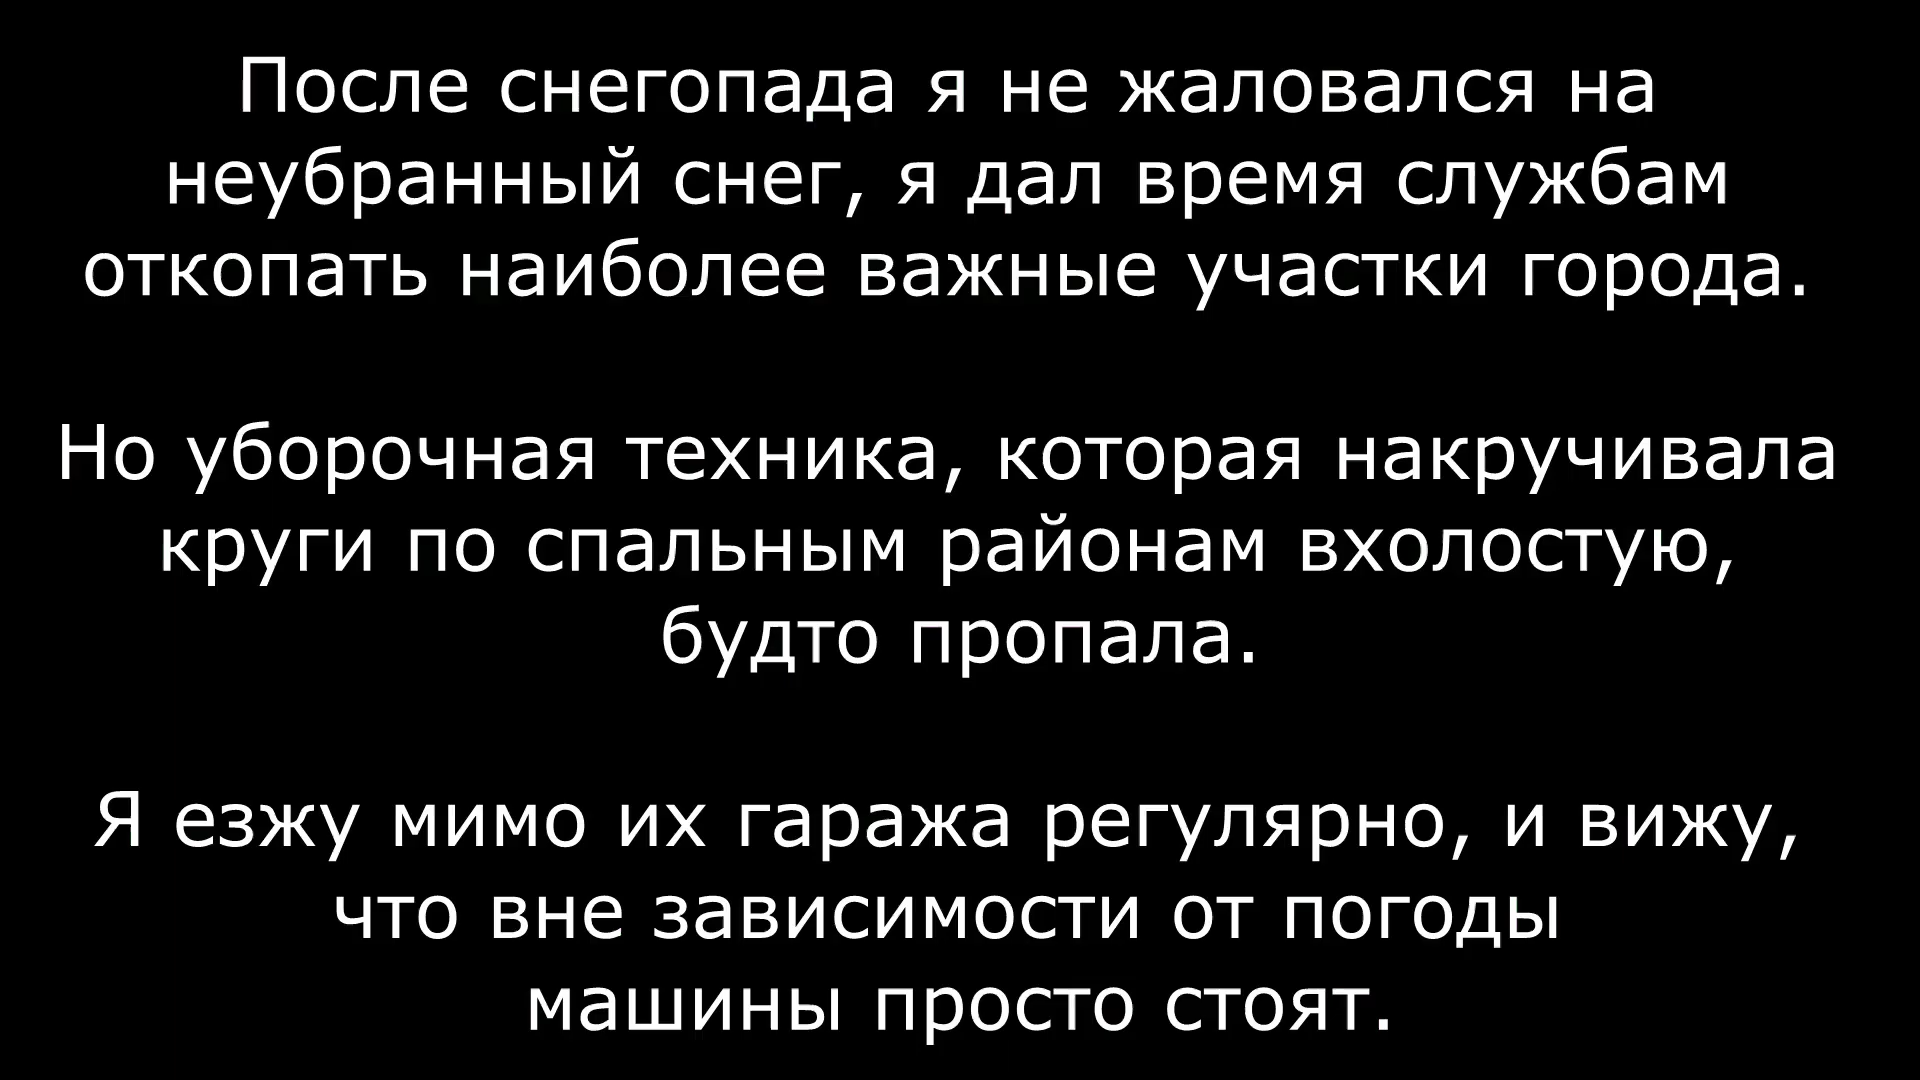 После снегопада я не жаловался на
неубранный снег, я дал время службам
откопать наиболее важные участки города.
Но уборочная техника, которая накручивала
круги по спальным районам вхолостую,
будто пропала.
Я езжу мимо их гаража регулярно, и вижу,
что вне зависимости от погоды
машины просто стоят.